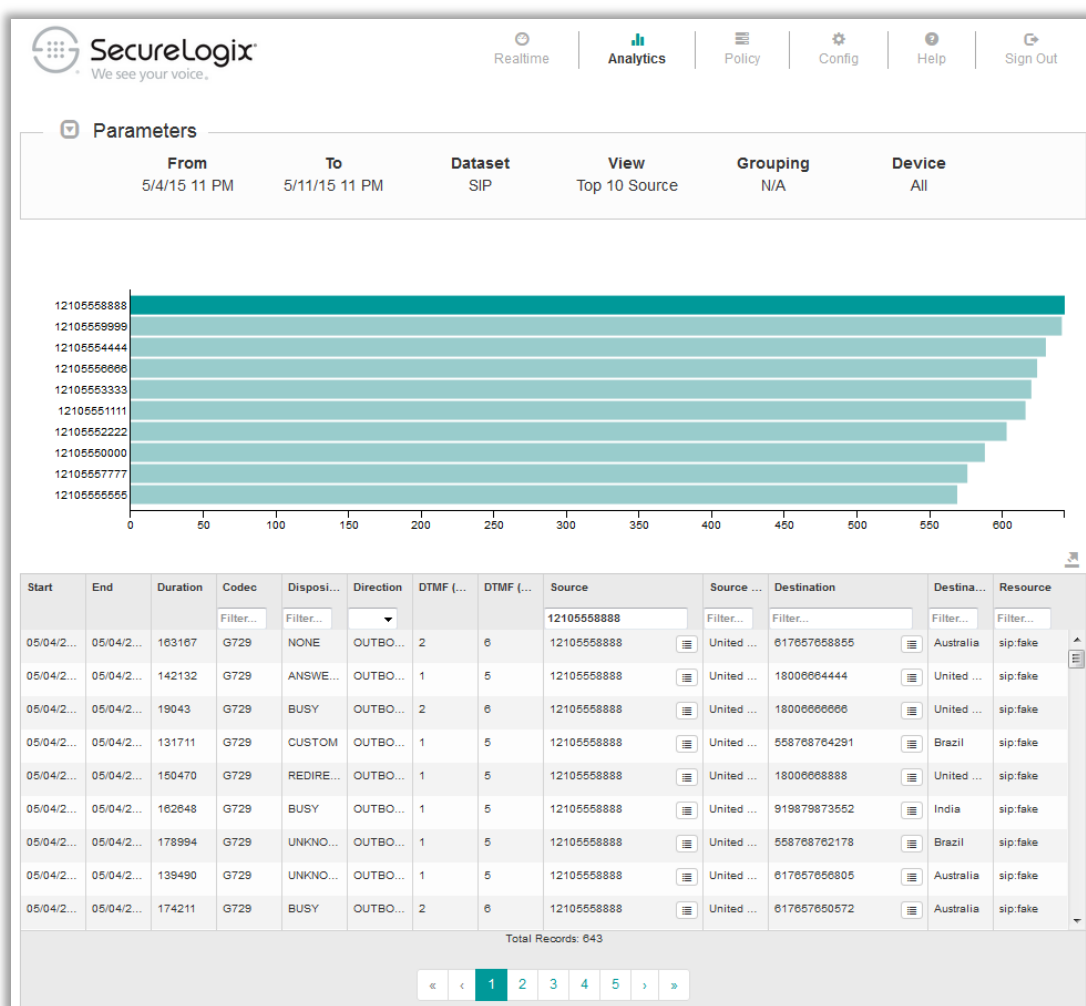 SecureLogix
We see your voice.
Realtime Analytics Policy Config Help Sign Out
Parameters
From To Dataset View Grouping Device
5/4/15 11 PM 5/11/15 11 PM SIP Top 10 Source N/A All
12105558888
12105559999
12105554444
12105556666
12105553333
12105551111
12105552222
12105550000
12105557777
12105555555
0 50 100 150 200 250 300 350 400 450 500 550 600
Start End Duration Codec Disposi... Direction DTMF (... DTMF (... Source Source ... Destination Destina... Resource
Filter... Filter... 12105558888 Filter... Filter... Filter... Filter...
05/04/2... 05/04/2... 163167 G729 NONE OUTBO... 2 6 12105558888 United ... 617657658855 Australia sip:fake
05/04/2... 05/04/2... 142132 G729 ANSWE... OUTBO... 1 5 12105558888 United ... 18006664444 United ... sip:fake
05/04/2... 05/04/2... 19043 G729 BUSY OUTBO... 2 6 12105558888 United ... 18006666666 United ... sip:fake
05/04/2... 05/04/2... 131711 G729 CUSTOM OUTBO... 1 5 12105558888 United ... 558768764291 Brazil sip:fake
05/04/2... 05/04/2... 150470 G729 REDIRE... OUTBO... 1 5 12105558888 United ... 18006668888 United ... sip:fake
05/04/2... 05/04/2... 162648 G729 BUSY OUTBO... 1 5 12105558888 United ... 919879873552 India sip:fake
05/04/2... 05/04/2... 178994 G729 UNKNO... OUTBO... 1 5 12105558888 United ... 558768762178 Brazil sip:fake
05/04/2... 05/04/2... 139490 G729 UNKNO... OUTBO... 1 5 12105558888 United ... 617657656805 Australia sip:fake
05/04/2... 05/04/2... 174211 G729 BUSY OUTBO... 2 6 12105558888 United ... 617657650572 Australia sip:fake
Total Records: 643
« ‹ 1 2 3 4 5 › »